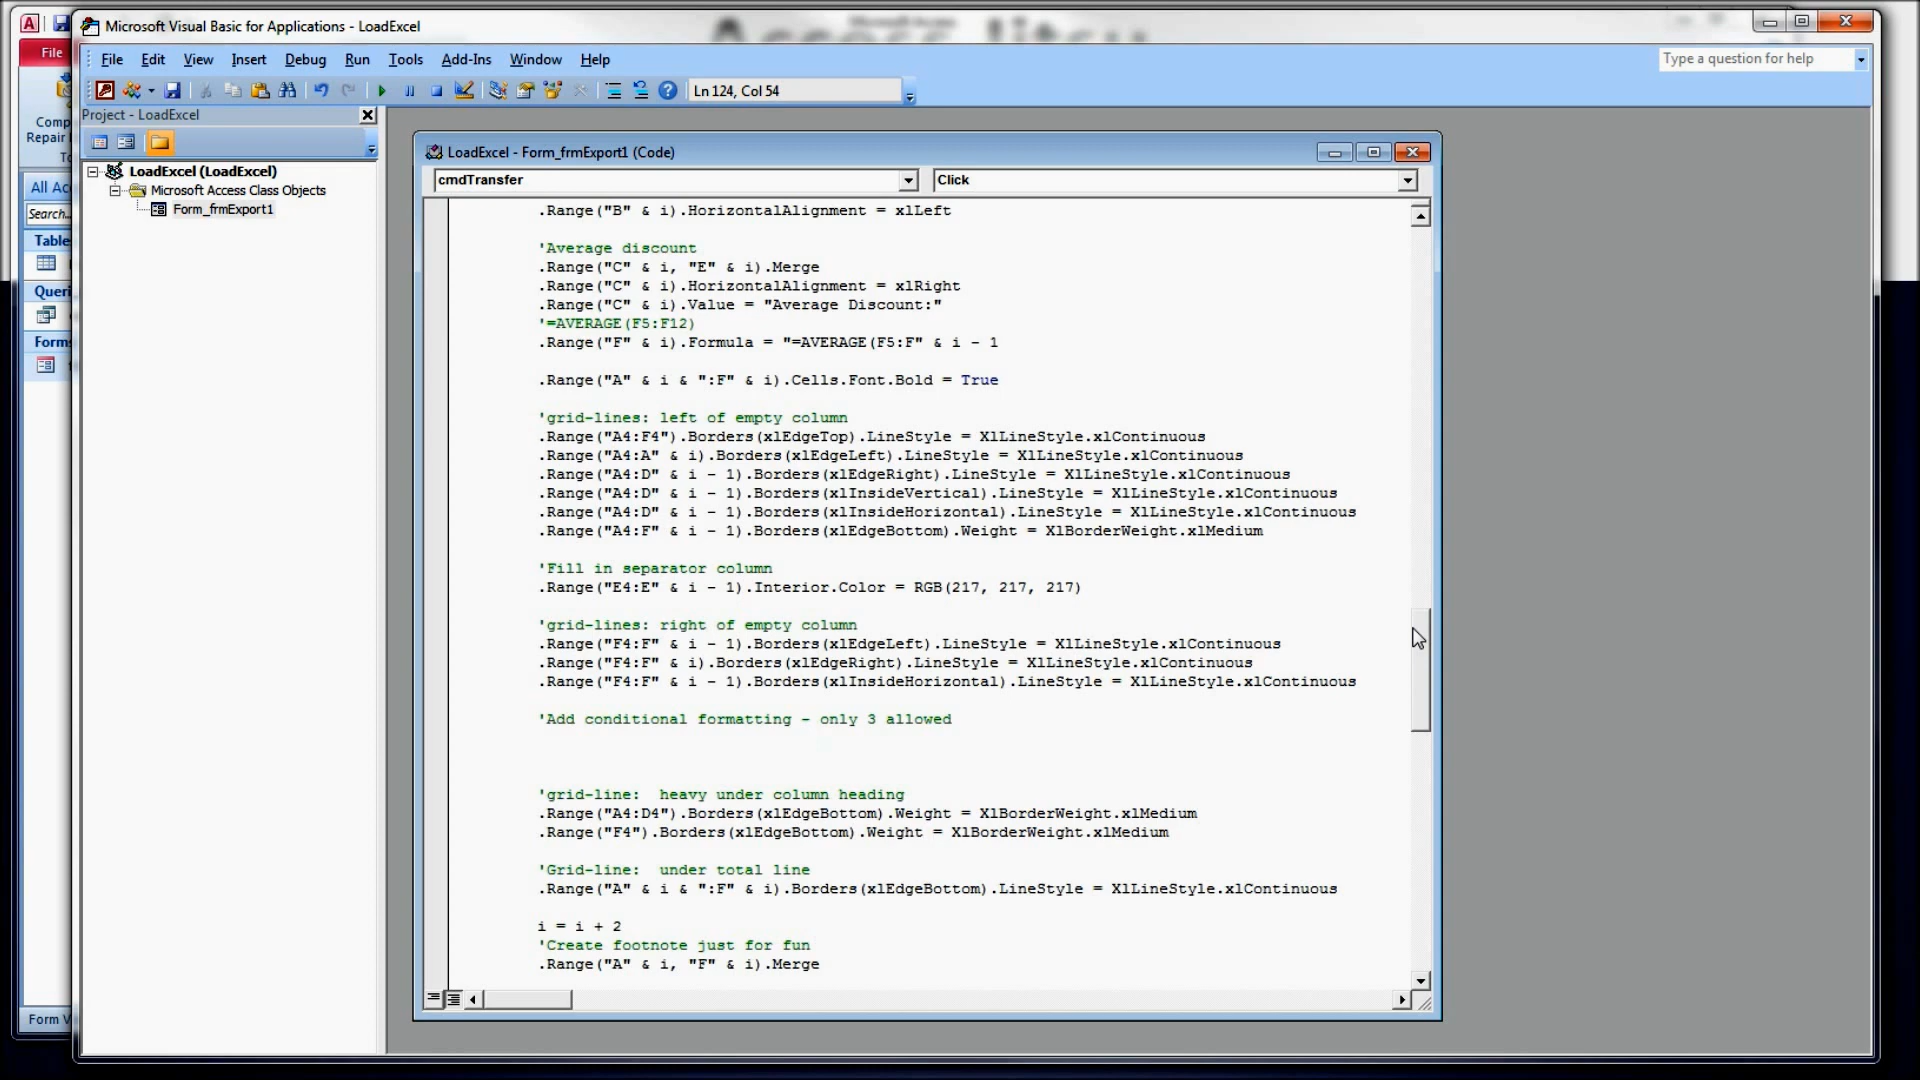 Microsoft Visual Basic for Applications - LoadExcel
File
File Edit View Insert Debug Run Tools Add-Ins Window Help
Type a question for help
Ln 124, Col 54
Comp
Repair
Project - LoadExcel
All Ac
Search...
Table
Queri
Forms
Form V
LoadExcel (LoadExcel)
Microsoft Access Class Objects
Form_frmExport1
LoadExcel - Form_frmExport1 (Code)
cmdTransfer
Click
.Range("B" & i).HorizontalAlignment = xlLeft
'Average discount
.Range("C" & i, "E" & i).Merge
.Range("C" & i).HorizontalAlignment = xlRight
.Range("C" & i).Value = "Average Discount:"
'=AVERAGE(F5:F12)
.Range("F" & i).Formula = "=AVERAGE(F5:F" & i - 1
.Range("A" & i & ":F" & i).Cells.Font.Bold = True
'grid-lines: left of empty column
.Range("A4:F4").Borders(xlEdgeTop).LineStyle = XlLineStyle.xlContinuous
.Range("A4:A" & i).Borders(xlEdgeLeft).LineStyle = XlLineStyle.xlContinuous
.Range("A4:D" & i - 1).Borders(xlEdgeRight).LineStyle = XlLineStyle.xlContinuous
.Range("A4:D" & i - 1).Borders(xlInsideVertical).LineStyle = XlLineStyle.xlContinuous
.Range("A4:D" & i - 1).Borders(xlInsideHorizontal).LineStyle = XlLineStyle.xlContinuous
.Range("A4:F" & i - 1).Borders(xlEdgeBottom).Weight = XlBorderWeight.xlMedium
'Fill in separator column
.Range("E4:E" & i - 1).Interior.Color = RGB(217, 217, 217)
'grid-lines: right of empty column
.Range("F4:F" & i - 1).Borders(xlEdgeLeft).LineStyle = XlLineStyle.xlContinuous
.Range("F4:F" & i).Borders(xlEdgeRight).LineStyle = XlLineStyle.xlContinuous
.Range("F4:F" & i - 1).Borders(xlInsideHorizontal).LineStyle = XlLineStyle.xlContinuous
'Add conditional formatting - only 3 allowed
'grid-line:  heavy under column heading
.Range("A4:D4").Borders(xlEdgeBottom).Weight = XlBorderWeight.xlMedium
.Range("F4").Borders(xlEdgeBottom).Weight = XlBorderWeight.xlMedium
'Grid-line:  under total line
.Range("A" & i & ":F" & i).Borders(xlEdgeBottom).LineStyle = XlLineStyle.xlContinuous
i = i + 2
'Create footnote just for fun
.Range("A" & i, "F" & i).Merge